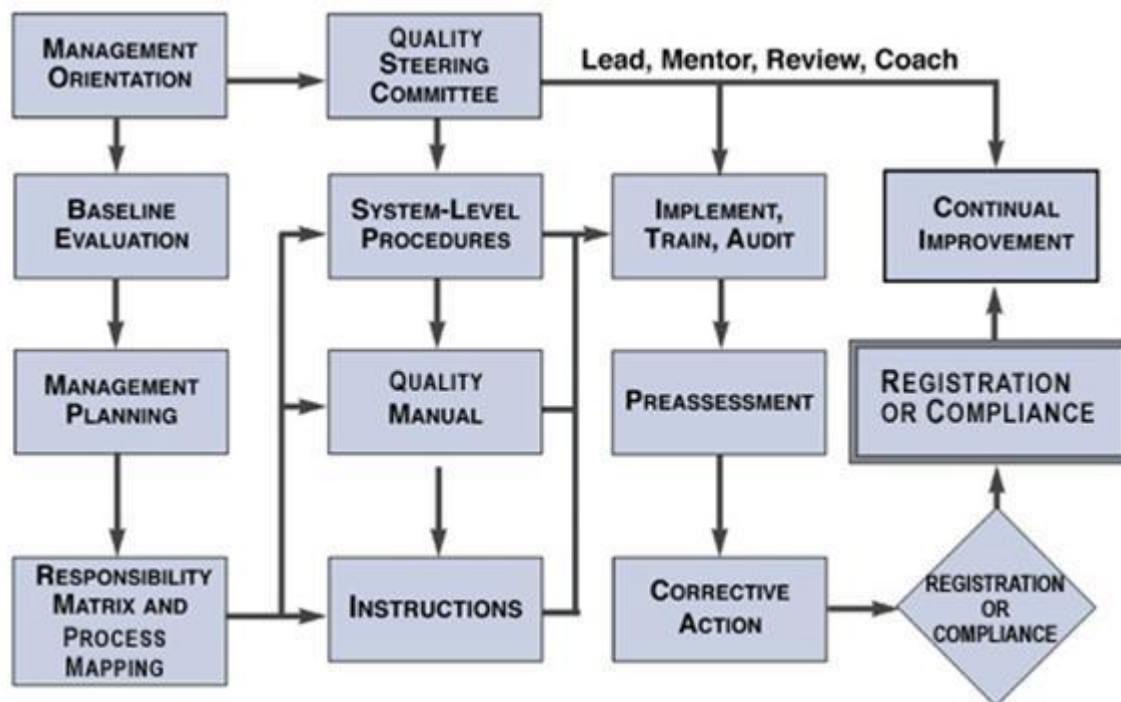 MANAGEMENT
ORIENTATION
QUALITY
STEERING
COMMITTEE
Lead, Mentor, Review, Coach
BASELINE
EVALUATION
SYSTEM-LEVEL
PROCEDURES
IMPLEMENT,
TRAIN, AUDIT
CONTINUAL
IMPROVEMENT
MANAGEMENT
PLANNING
QUALITY
MANUAL
PREASSESSMENT
REGISTRATION
OR COMPLIANCE
RESPONSIBILITY
MATRIX AND
PROCESS
MAPPING
INSTRUCTIONS
CORRECTIVE
ACTION
REGISTRATION
OR
COMPLIANCE